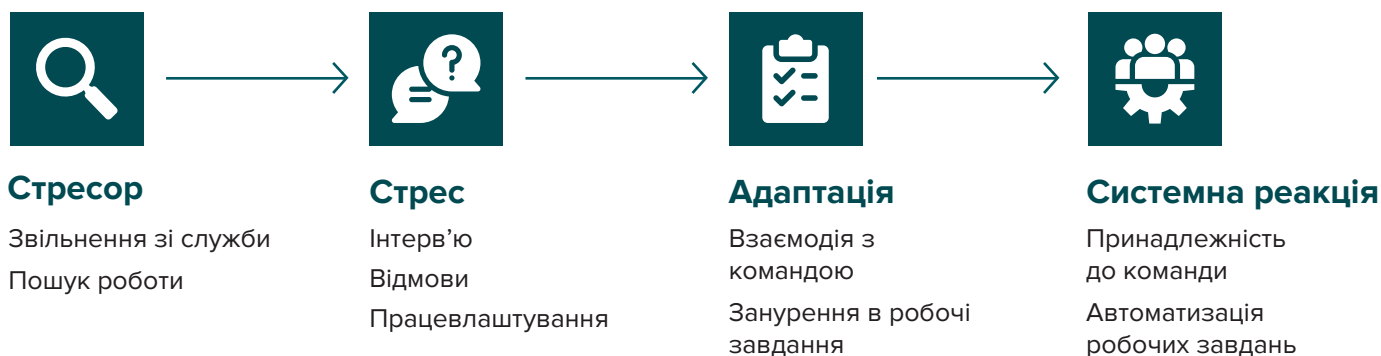 Стресор
Звільнення зі служби
Пошук роботи
Стрес
Інтерв'ю
Відмови
Працевлаштування
Адаптація
Взаємодія з
командою
Занурення в робочі
завдання
Системна реакція
Принадлежність
до команди
Автоматизація
робочих завдань